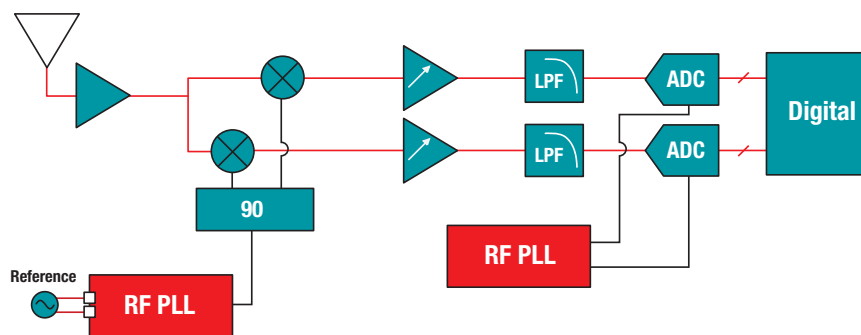 LPF
ADC
Digital
LPF
ADC
90
RF PLL
Reference
RF PLL